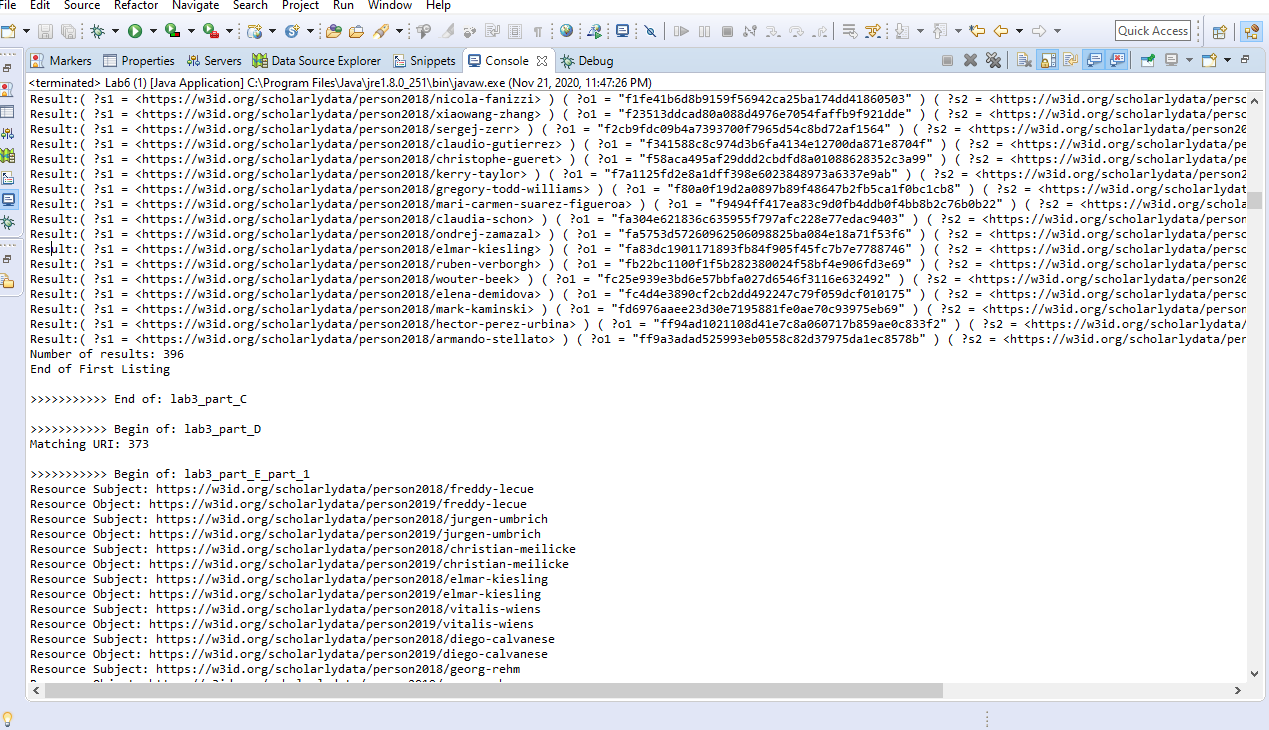 File Edit Source Refactor Navigate Search Project Run Window Help
Quick Access
Markers Properties Servers Data Source Explorer Snippets Console Debug
<terminated> Lab6 (1) [Java Application] C:\Program Files\Java\jre1.8.0_251\bin\javaw.exe (Nov 21, 2020, 11:47:26 PM)
Result:( ?s1 = <https://w3id.org/scholarlydata/person2018/nicola-fanizzi> ) ( ?o1 = "f1fe41b6d8b9159f56942ca25ba174dd41860503" ) ( ?s2 = <https://w3id.org/scholarlydata/perso
Result:( ?s1 = <https://w3id.org/scholarlydata/person2018/xiaowang-zhang> ) ( ?o1 = "f23513ddcad80a088d4976e7054faffb9f921dde" ) ( ?s2 = <https://w3id.org/scholarlydata/perso
Result:( ?s1 = <https://w3id.org/scholarlydata/person2018/sergej-zerr> ) ( ?o1 = "f2cb9fdc09b4a7393700f7965d54c8bd72af1564" ) ( ?s2 = <https://w3id.org/scholarlydata/person20
Result:( ?s1 = <https://w3id.org/scholarlydata/person2018/claudio-gutierrez> ) ( ?o1 = "f341588c8c974d3b6fa4134e12700da871e8704f" ) ( ?s2 = <https://w3id.org/scholarlydata/pe
Result:( ?s1 = <https://w3id.org/scholarlydata/person2018/christophe-gueret> ) ( ?o1 = "f58aca495af29ddd2cbdfd8a01088628352c3a99" ) ( ?s2 = <https://w3id.org/scholarlydata/pe
Result:( ?s1 = <https://w3id.org/scholarlydata/person2018/kerry-taylor> ) ( ?o1 = "f7a1125fd2e8a1dff398e6023848973a6337e9ab" ) ( ?s2 = <https://w3id.org/scholarlydata/person2
Result:( ?s1 = <https://w3id.org/scholarlydata/person2018/gregory-todd-williams> ) ( ?o1 = "f80a0f19d2a0897b89f48647b2fb5ca1f0bc1cb8" ) ( ?s2 = <https://w3id.org/scholarlydat
Result:( ?s1 = <https://w3id.org/scholarlydata/person2018/mari-carmen-suarez-figueroa> ) ( ?o1 = "f9494ff417ea83c9d0fb4ddb0f4bb8b2c76b0b22" ) ( ?s2 = <https://w3id.org/schola
Result:( ?s1 = <https://w3id.org/scholarlydata/person2018/claudia-schon> ) ( ?o1 = "fa304e621836c635955f797afc228e77edac9403" ) ( ?s2 = <https://w3id.org/scholarlydata/person
Result:( ?s1 = <https://w3id.org/scholarlydata/person2018/ondrej-zamazal> ) ( ?o1 = "fa5753d57260962506098825ba084e18a71f53f6" ) ( ?s2 = <https://w3id.org/scholarlydata/perso
Result:( ?s1 = <https://w3id.org/scholarlydata/person2018/elmar-kiesling> ) ( ?o1 = "fa83dc1901171893fb84f905f45fc7b7e7788746" ) ( ?s2 = <https://w3id.org/scholarlydata/perso
Result:( ?s1 = <https://w3id.org/scholarlydata/person2018/ruben-verborgh> ) ( ?o1 = "fb22bc1100f1f5b282380024f58bf4e906fd3e69" ) ( ?s2 = <https://w3id.org/scholarlydata/perso
Result:( ?s1 = <https://w3id.org/scholarlydata/person2018/wouter-beek> ) ( ?o1 = "fc25e939e3bd6e57bbfa027d6546f3116e632492" ) ( ?s2 = <https://w3id.org/scholarlydata/person20
Result:( ?s1 = <https://w3id.org/scholarlydata/person2018/elena-demidova> ) ( ?o1 = "fc4d4e3890cf2cb2dd492247c79f059dcf010175" ) ( ?s2 = <https://w3id.org/scholarlydata/perso
Result:( ?s1 = <https://w3id.org/scholarlydata/person2018/mark-kaminski> ) ( ?o1 = "fd6976aaee23d30e7195881fe0ae70c93975eb69" ) ( ?s2 = <https://w3id.org/scholarlydata/person
Result:( ?s1 = <https://w3id.org/scholarlydata/person2018/hector-perez-urbina> ) ( ?o1 = "ff94ad1021108d41e7c8a060717b859ae0c833f2" ) ( ?s2 = <https://w3id.org/scholarlydata/
Result:( ?s1 = <https://w3id.org/scholarlydata/person2018/armando-stellato> ) ( ?o1 = "ff9a3adad525993eb0558c82d37975da1ec8578b" ) ( ?s2 = <https://w3id.org/scholarlydata/per
Number of results: 396
End of First Listing
>>>>>>>>>>> End of: lab3_part_C
>>>>>>>>>>> Begin of: lab3_part_D
Matching URI: 373
>>>>>>>>>>> Begin of: lab3_part_E_part_1
Resource Subject: https://w3id.org/scholarlydata/person2018/freddy-lecue
Resource Object: https://w3id.org/scholarlydata/person2019/freddy-lecue
Resource Subject: https://w3id.org/scholarlydata/person2018/jurgen-umbrich
Resource Object: https://w3id.org/scholarlydata/person2019/jurgen-umbrich
Resource Subject: https://w3id.org/scholarlydata/person2018/christian-meilicke
Resource Object: https://w3id.org/scholarlydata/person2019/christian-meilicke
Resource Subject: https://w3id.org/scholarlydata/person2018/elmar-kiesling
Resource Object: https://w3id.org/scholarlydata/person2019/elmar-kiesling
Resource Subject: https://w3id.org/scholarlydata/person2018/vitalis-wiens
Resource Object: https://w3id.org/scholarlydata/person2019/vitalis-wiens
Resource Subject: https://w3id.org/scholarlydata/person2018/diego-calvanese
Resource Object: https://w3id.org/scholarlydata/person2019/diego-calvanese
Resource Subject: https://w3id.org/scholarlydata/person2018/georg-rehm